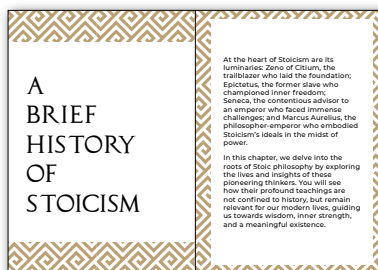 A
BRIEF
HISTORY
OF
STOICISM
At the heart of Stoicism are its
luminaries: Zeno of Citium, the
trailblazer who laid the foundation;
Epictetus, the former slave who
championed inner freedom;
Seneca, the contentious advisor to
an emperor who faced immense
challenges; and Marcus Aurelius, the
philosopher-emperor who embodied
Stoicism's ideals in the midst of
power.
In this chapter, we delve into the
roots of Stoic philosophy by exploring
the lives and insights of these
pioneering thinkers. You will see
how their profound teachings are
not confined to history, but remain
relevant for our modern lives, guiding
us towards wisdom, inner strength,
and a meaningful existence.